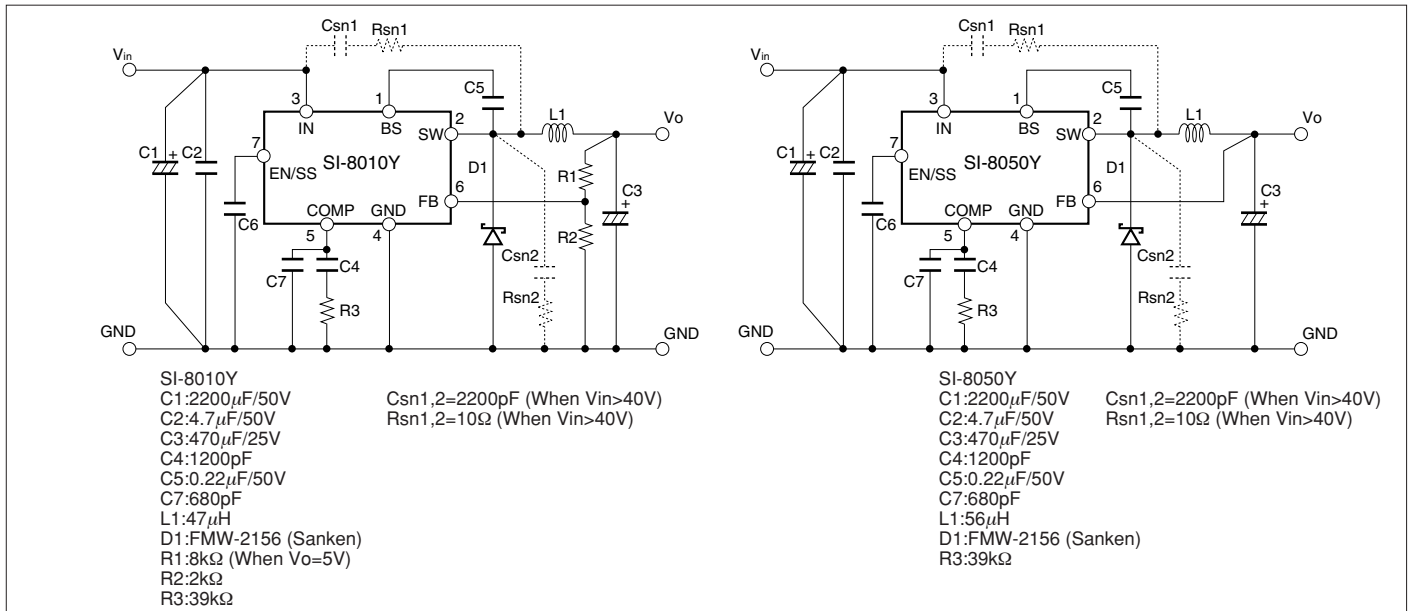 Csn1 Rsn1
Vin
C5
3 1
IN BS
L1
Vo
2
SW
7
C1 + C2
EN/SS
SI-8010Y
D1
R1
6
FB
C3
+
COMP GND
C6
5 4
R2
C7 C4
Csn2
R3
Rsn2
GND GND
SI-8010Y
C1:2200μF/50V
C2:4.7μF/50V
C3:470μF/25V
C4:1200pF
C5:0.22μF/50V
C7:680pF
L1:47μH
D1:FMW-2156 (Sanken)
R1:8kΩ (When Vo=5V)
R2:2kΩ
R3:39kΩ
Csn1,2=2200pF (When Vin>40V)
Rsn1,2=10Ω (When Vin>40V)
Csn1 Rsn1
Vin
C5
3 1
IN BS
L1
Vo
2
SW
7
C1 + C2
EN/SS
SI-8050Y
D1
6
FB
C3
+
COMP GND
C6
5 4
C7 C4
Csn2
R3
Rsn2
GND GND
SI-8050Y
C1:2200μF/50V
C2:4.7μF/50V
C3:470μF/25V
C4:1200pF
C5:0.22μF/50V
C7:680pF
L1:56μH
D1:FMW-2156 (Sanken)
R3:39kΩ
Csn1,2=2200pF (When Vin>40V)
Rsn1,2=10Ω (When Vin>40V)